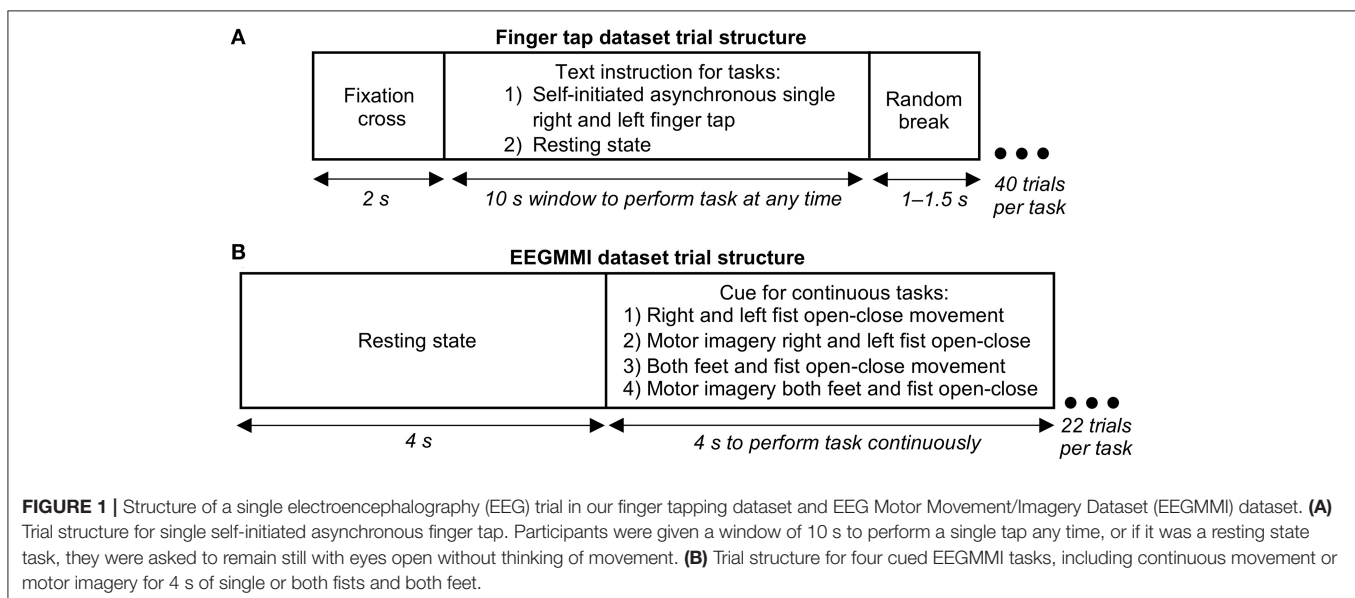 A
Finger tap dataset trial structure
Fixation
cross
Text instruction for tasks:
1) Self-initiated asynchronous single
right and left finger tap
2) Resting state
Random
break
2 s
10 s window to perform task at any time
1–1.5 s
40 trials
per task
B
EEGMMI dataset trial structure
Resting state
Cue for continuous tasks:
1) Right and left fist open-close movement
2) Motor imagery right and left fist open-close
3) Both feet and fist open-close movement
4) Motor imagery both feet and fist open-close
4 s
4 s to perform task continuously
22 trials
per task
FIGURE 1 | Structure of a single electroencephalography (EEG) trial in our finger tapping dataset and EEG Motor Movement/Imagery Dataset (EEGMMI) dataset. (A)
Trial structure for single self-initiated asynchronous finger tap. Participants were given a window of 10 s to perform a single tap any time, or if it was a resting state
task, they were asked to remain still with eyes open without thinking of movement. (B) Trial structure for four cued EEGMMI tasks, including continuous movement or
motor imagery for 4 s of single or both fists and both feet.